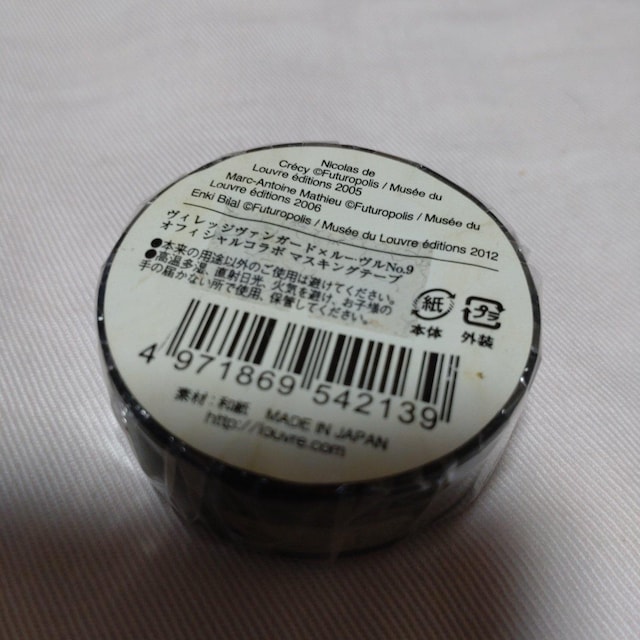 Nicolas de
Crécy ©Futuropolis / Musée du
Louvre éditions 2005
Marc-Antoine Mathieu ©Futuropolis / Musée du
Louvre éditions 2006
Enki Bilal ©Futuropolis / Musée du Louvre éditions 2012
ヴィレッジヴァンガード×ルーヴルNo.9
オフィシャルコラボ マスキングテープ
●本来の用途以外のご使用は避けてください。
●高温多湿、直射日光、火気を避け、お子様の
手の届かない所で使用、保管してください。
紙 プラ
本体 外装
4 971869 542139
素材:和紙 MADE IN JAPAN
http://louvre.com